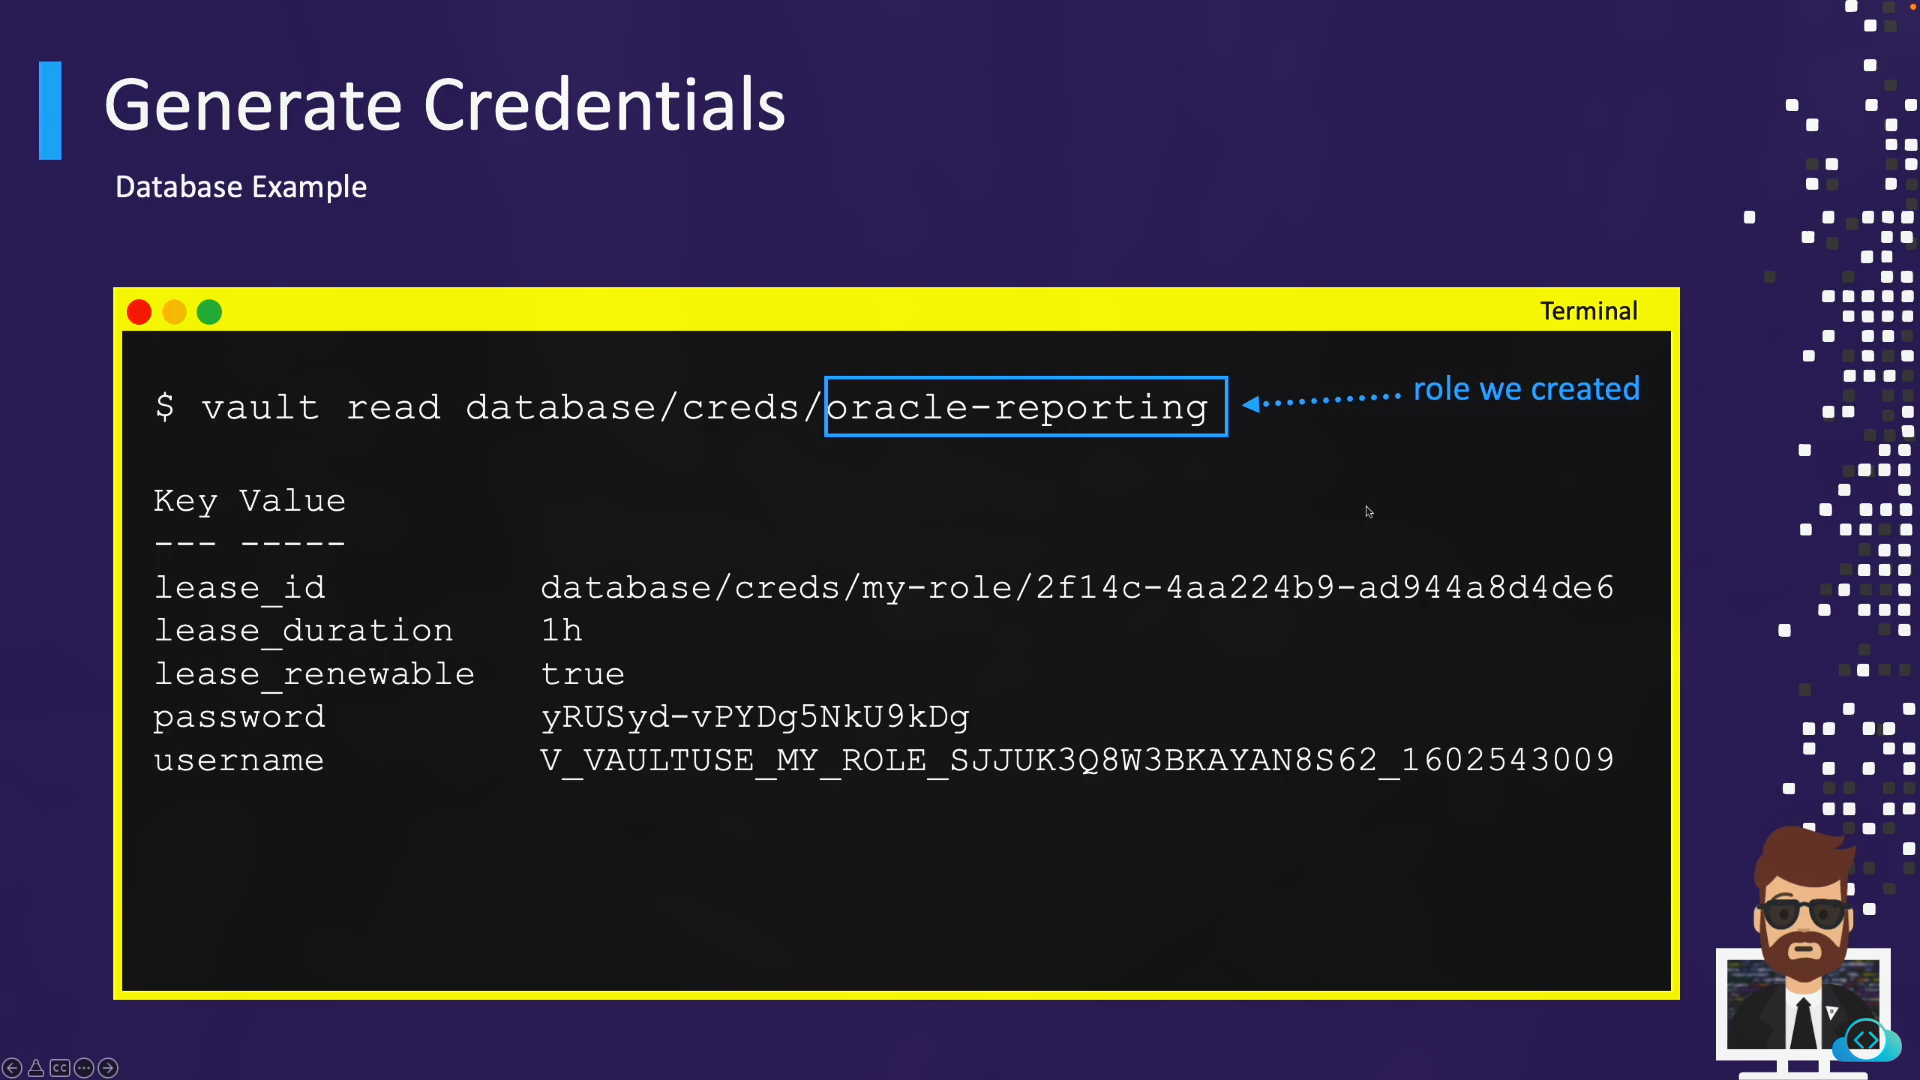 Generate Credentials
Database Example
Terminal
$ vault read database/creds/oracle-reporting
role we created
Key Value
--- -----
lease_id database/creds/my-role/2f14c-4aa224b9-ad944a8d4de6
lease_duration 1h
lease_renewable true
password yRUSyd-vPYDg5NkU9kDg
username V_VAULTUSE_MY_ROLE_SJJUK3Q8W3BKAYAN8S62_1602543009
CC